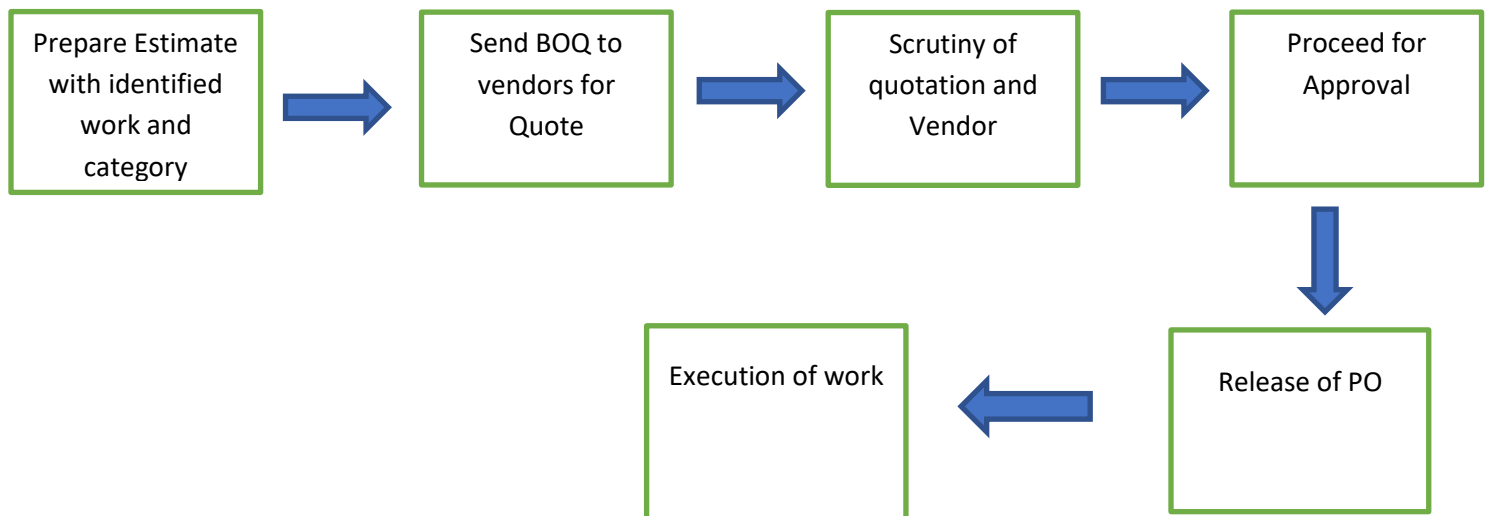 Prepare Estimate
with identified
work and
category
Send BOQ to
vendors for
Quote
Scrutiny of
quotation and
Vendor
Proceed for
Approval
Release of PO
Execution of work